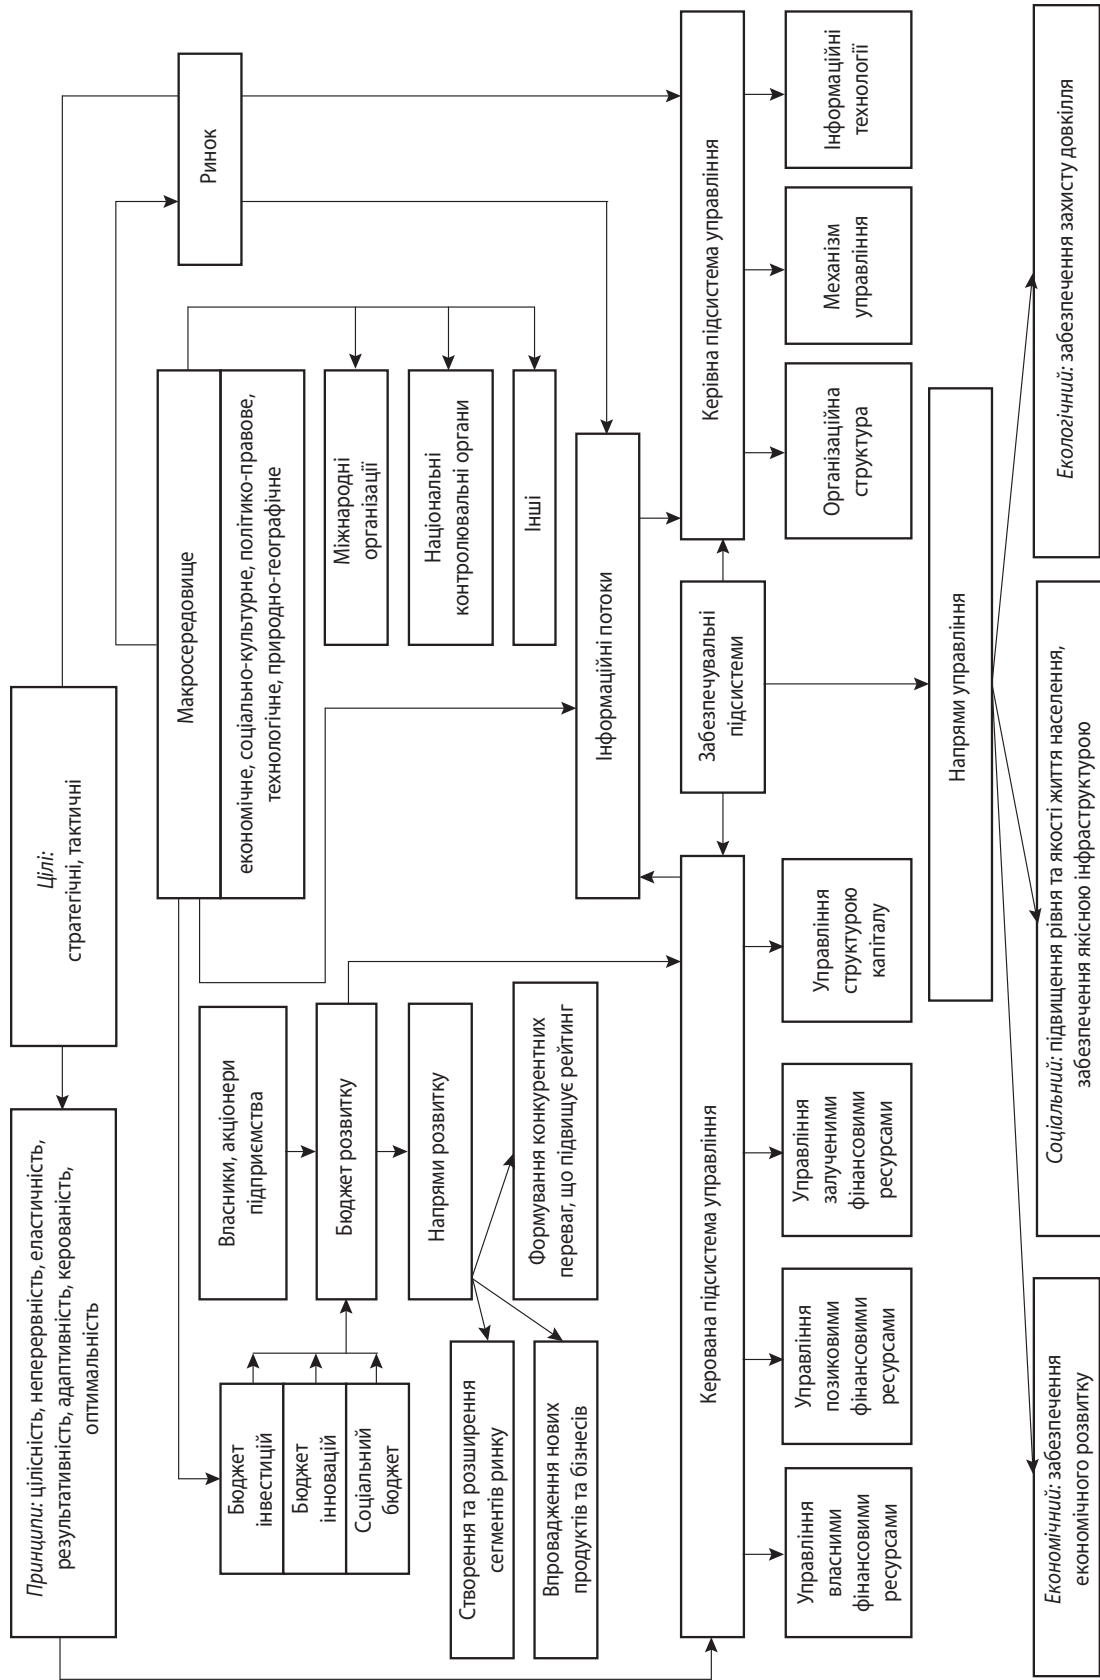 Цілі:
стратегічні, тактичні
Принципи: цілісність, неперервність, еластичність,
результативність, адаптивність, керованість,
оптимальність
Ринок
Макросередовище
економічне, соціально-культурне, політико-правове,
технологічне, природно-географічне
Міжнародні
організації
Національні
контролювальні органи
Інші
Власники, акціонери
підприємства
Бюджет
інвестицій
Бюджет
інновацій
Соціальний
бюджет
Бюджет розвитку
Напрями розвитку
Створення та розширення
сегментів ринку
Впровадження нових
продуктів та бізнесів
Формування конкурентних
переваг, що підвищує рейтинг
Інформаційні потоки
Керована підсистема управління
Забезпечувальні
підсистеми
Керівна підсистема управління
Управління
власними
фінансовими
ресурсами
Управління
позиковими
фінансовими
ресурсами
Управління
залученими
фінансовими
ресурсами
Управління
структурою
капіталу
Організаційна
структура
Механізм
управління
Інформаційні
технології
Напрями управління
Економічний: забезпечення
економічного розвитку
Соціальний: підвищення рівня та якості життя населення,
забезпечення якісною інфраструктурою
Екологічний: забезпечення захисту довкілля